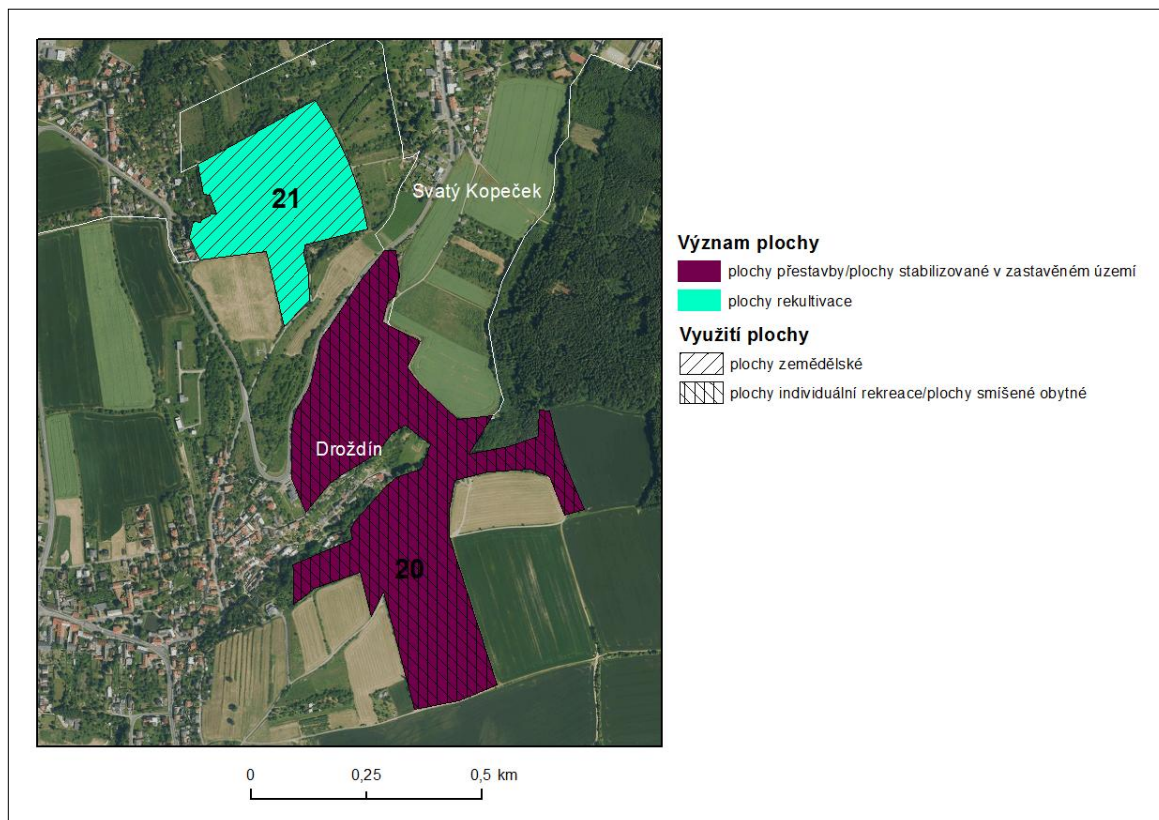 21
Svatý Kopeček
Droždín
20
Význam plochy
plochy přestavby/plochy stabilizované v zastavěném území
plochy rekultivace
Využití plochy
plochy zemědělské
plochy individuální rekreace/plochy smíšené obytné
0 0,25 0,5 km